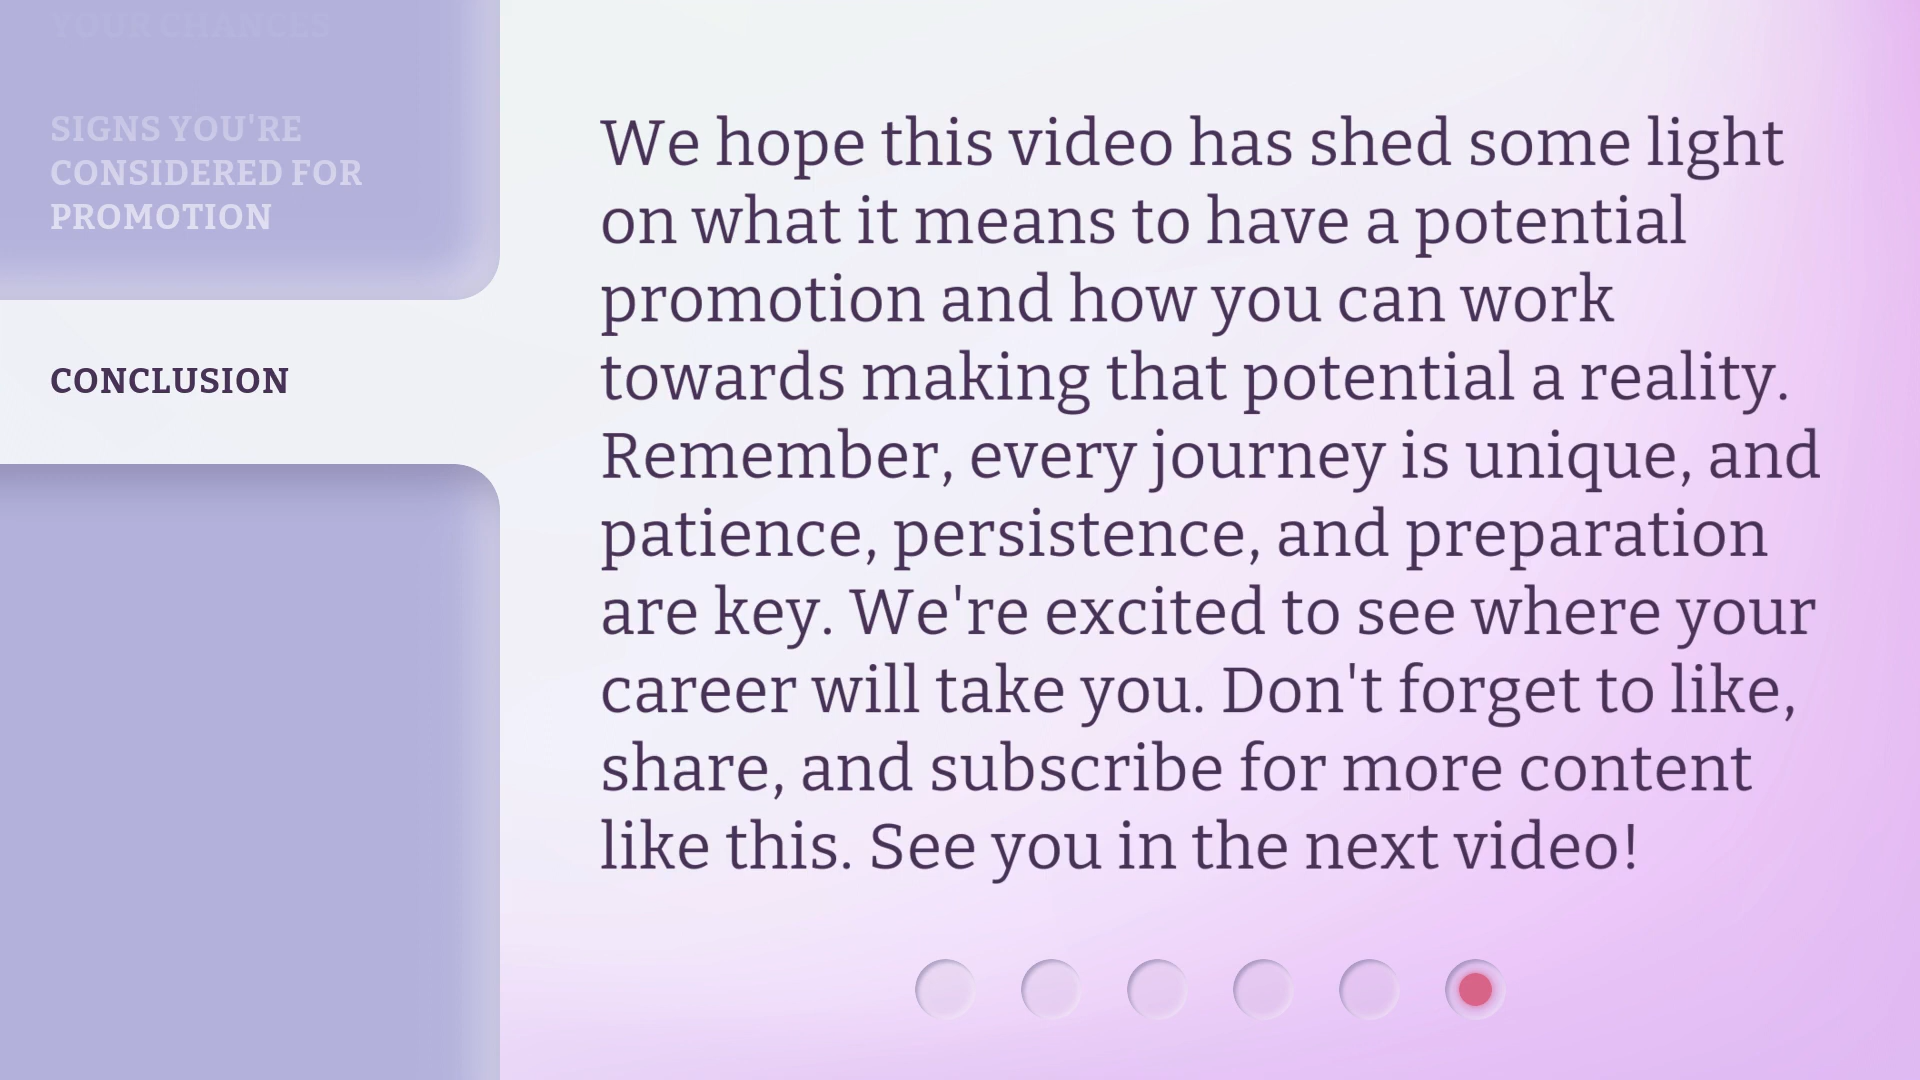 YOUR CHANCES
SIGNS YOU'RE
CONSIDERED FOR
PROMOTION
CONCLUSION
We hope this video has shed some light
on what it means to have a potential
promotion and how you can work
towards making that potential a reality.
Remember, every journey is unique, and
patience, persistence, and preparation
are key. We're excited to see where your
career will take you. Don't forget to like,
share, and subscribe for more content
like this. See you in the next video!